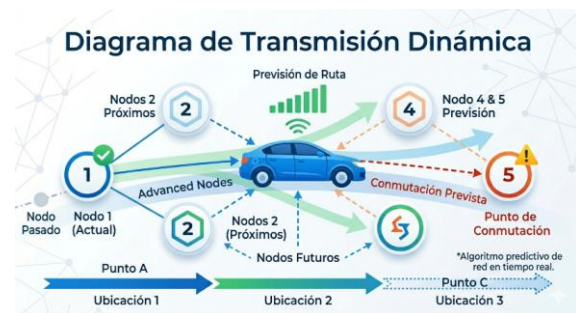 Diagrama de Transmisión Dinámica
Previsión de Ruta
Nodos 2
Próximos
2
4
Nodo 4 & 5
Previsión
1
5
Advanced Nodes
Conmutación Prevista
Nodo
Pasado
Nodo 1
(Actual)
2
Nodos 2
(Próximos)
Nodos Futuros
Punto de
Conmutación
*Algoritmo predictivo de
red en tiempo real.
Punto A
Punto C
Ubicación 1
Ubicación 2
Ubicación 3